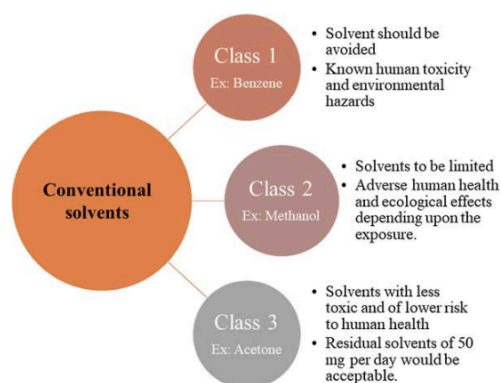 Conventional
solvents
Class 1
Ex: Benzene
• Solvent should be
avoided
• Known human toxicity
and environmental
hazards
Class 2
Ex: Methanol
• Solvents to be limited
• Adverse human health
and ecological effects
depending upon the
exposure.
Class 3
Ex: Acetone
• Solvents with less
toxic and of lower risk
to human health
• Residual solvents of 50
mg per day would be
acceptable.